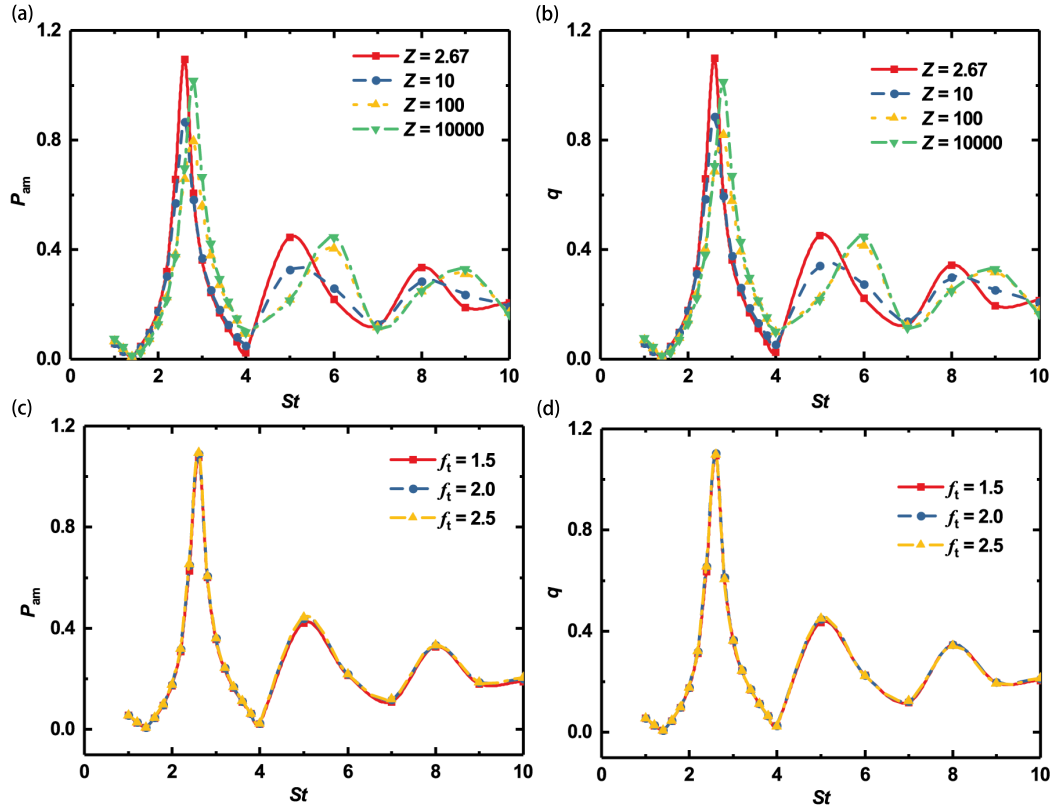 (a)
1.2
0.8
0.4
0.0
P_am
0 2 4 6 8 10
St
Z = 2.67
Z = 10
Z = 100
Z = 10000
(b)
1.2
0.8
0.4
0.0
q
0 2 4 6 8 10
St
Z = 2.67
Z = 10
Z = 100
Z = 10000
(c)
1.2
0.8
0.4
0.0
P_am
0 2 4 6 8 10
St
f_t = 1.5
f_t = 2.0
f_t = 2.5
(d)
1.2
0.8
0.4
0.0
q
0 2 4 6 8 10
St
f_t = 1.5
f_t = 2.0
f_t = 2.5